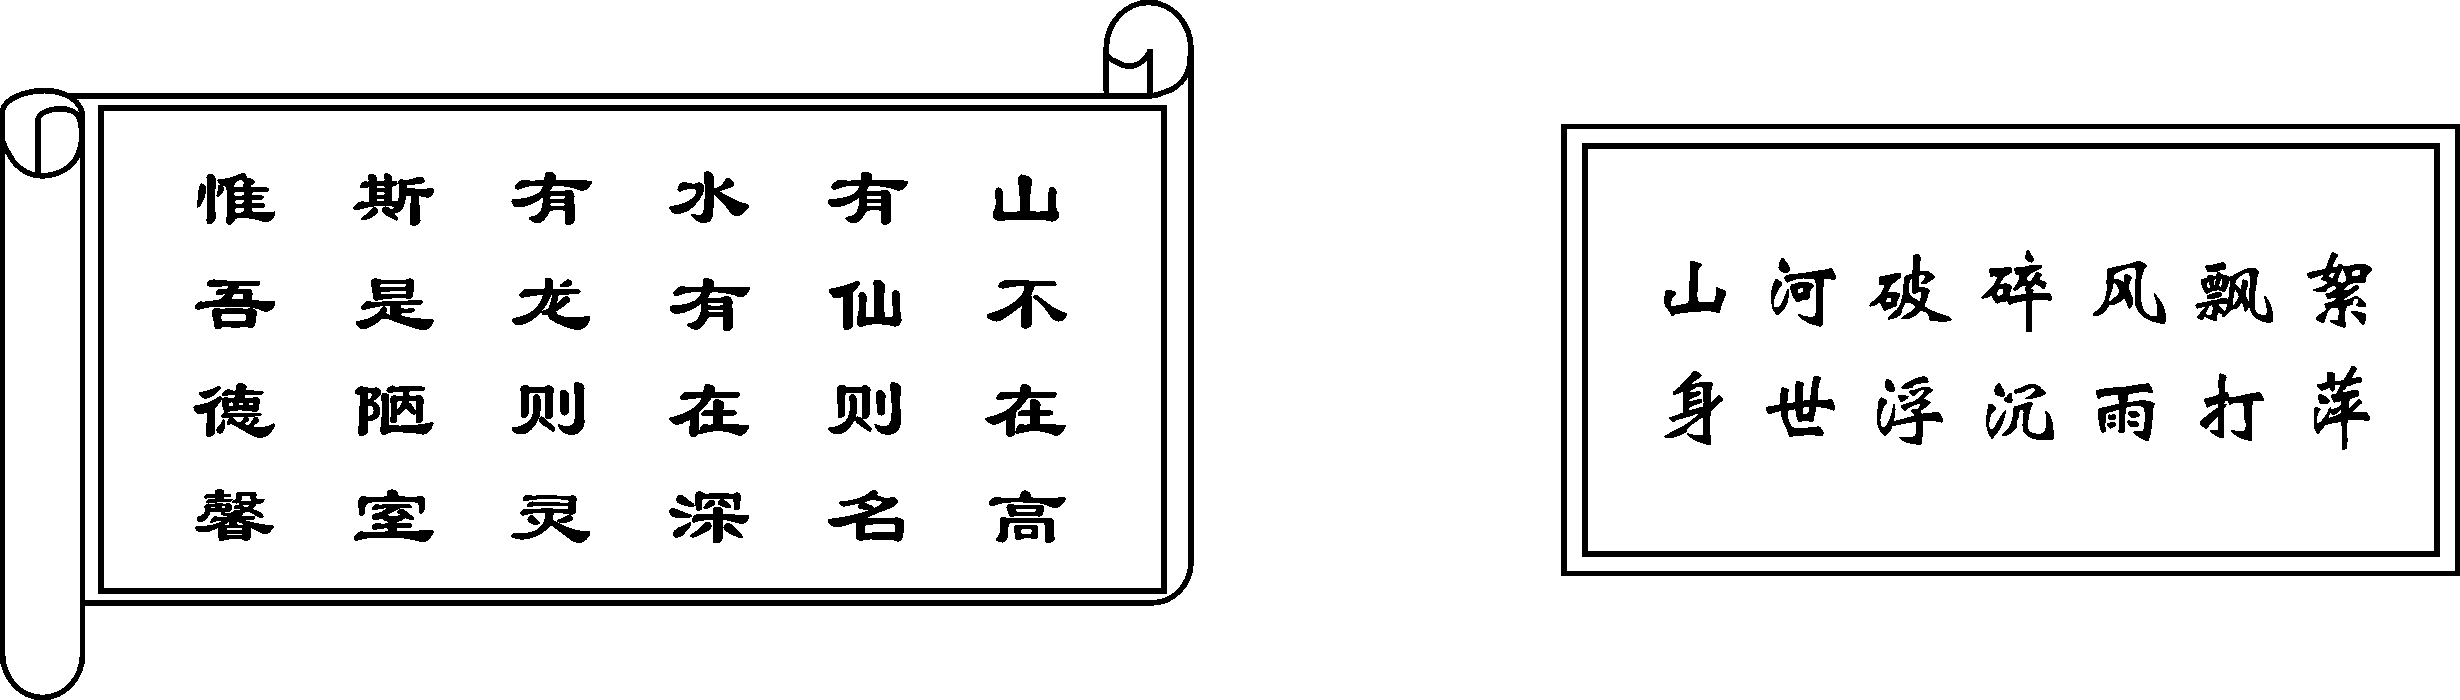 山不在高
有仙则名
水有在深
有龙则灵
斯是陋室
惟吾德馨
山河破碎风飘絮
身世浮沉雨打萍